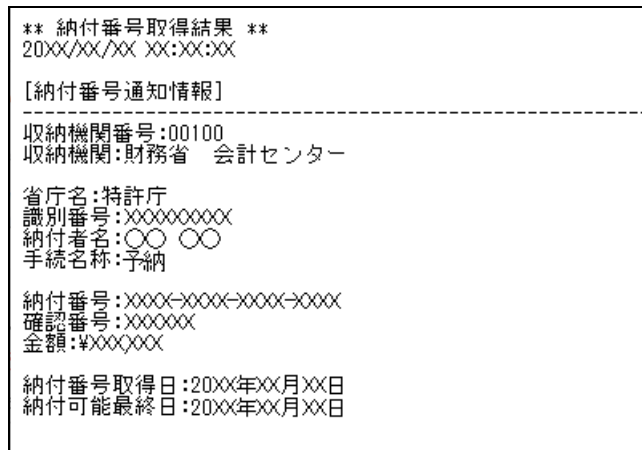 ** 納付番号取得結果 **
20XX/XX/XX XX:XX:XX
[納付番号通知情報]
------------------------------------------------------------
収納機関番号:00100
収納機関:財務省　会計センター
省庁名:特許庁
識別番号:XXXXXXXXX
納付者名:○○ ○○
手続名称:予納
納付番号:XXXX-XXXX-XXXX-XXXX
確認番号:XXXXXX
金額:¥XXX,XXX
納付番号取得日:20XX年XX月XX日
納付可能最終日:20XX年XX月XX日